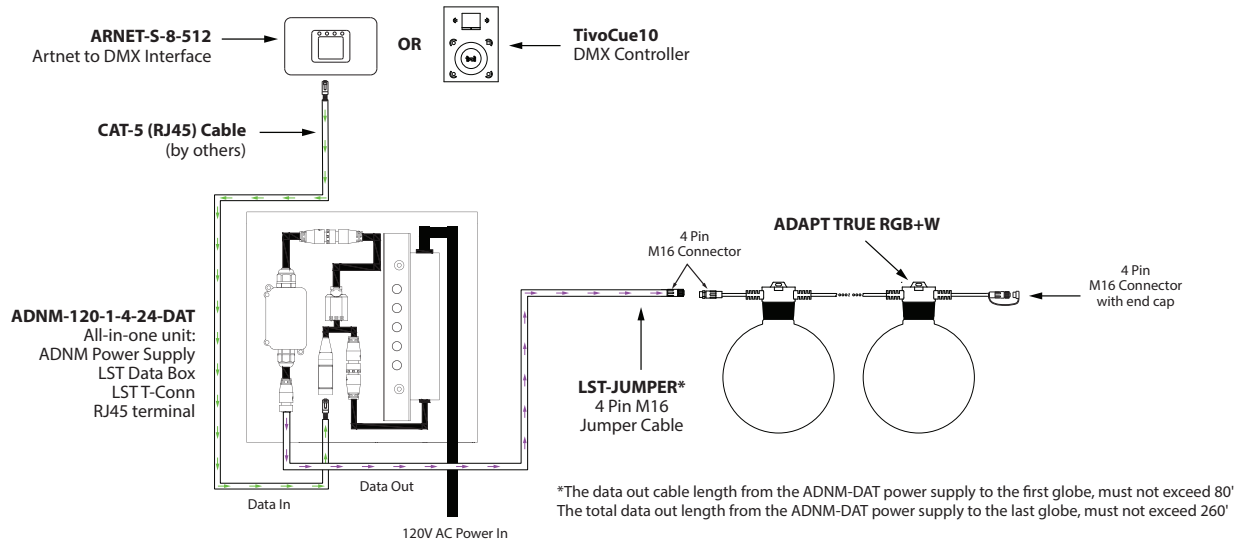 ARNET-S-8-512
Artnet to DMX Interface
OR
TivoCue10
DMX Controller
CAT-5 (RJ45) Cable
(by others)
ADNM-120-1-4-24-DAT
All-in-one unit:
ADNM Power Supply
LST Data Box
LST T-Conn
RJ45 terminal
Data In
Data Out
120V AC Power In
4 Pin
M16 Connector
LST-JUMPER*
4 Pin M16
Jumper Cable
ADAPT TRUE RGB+W
4 Pin
M16 Connector
with end cap
*The data out cable length from the ADNM-DAT power supply to the first globe, must not exceed 80'
The total data out length from the ADNM-DAT power supply to the last globe, must not exceed 260'